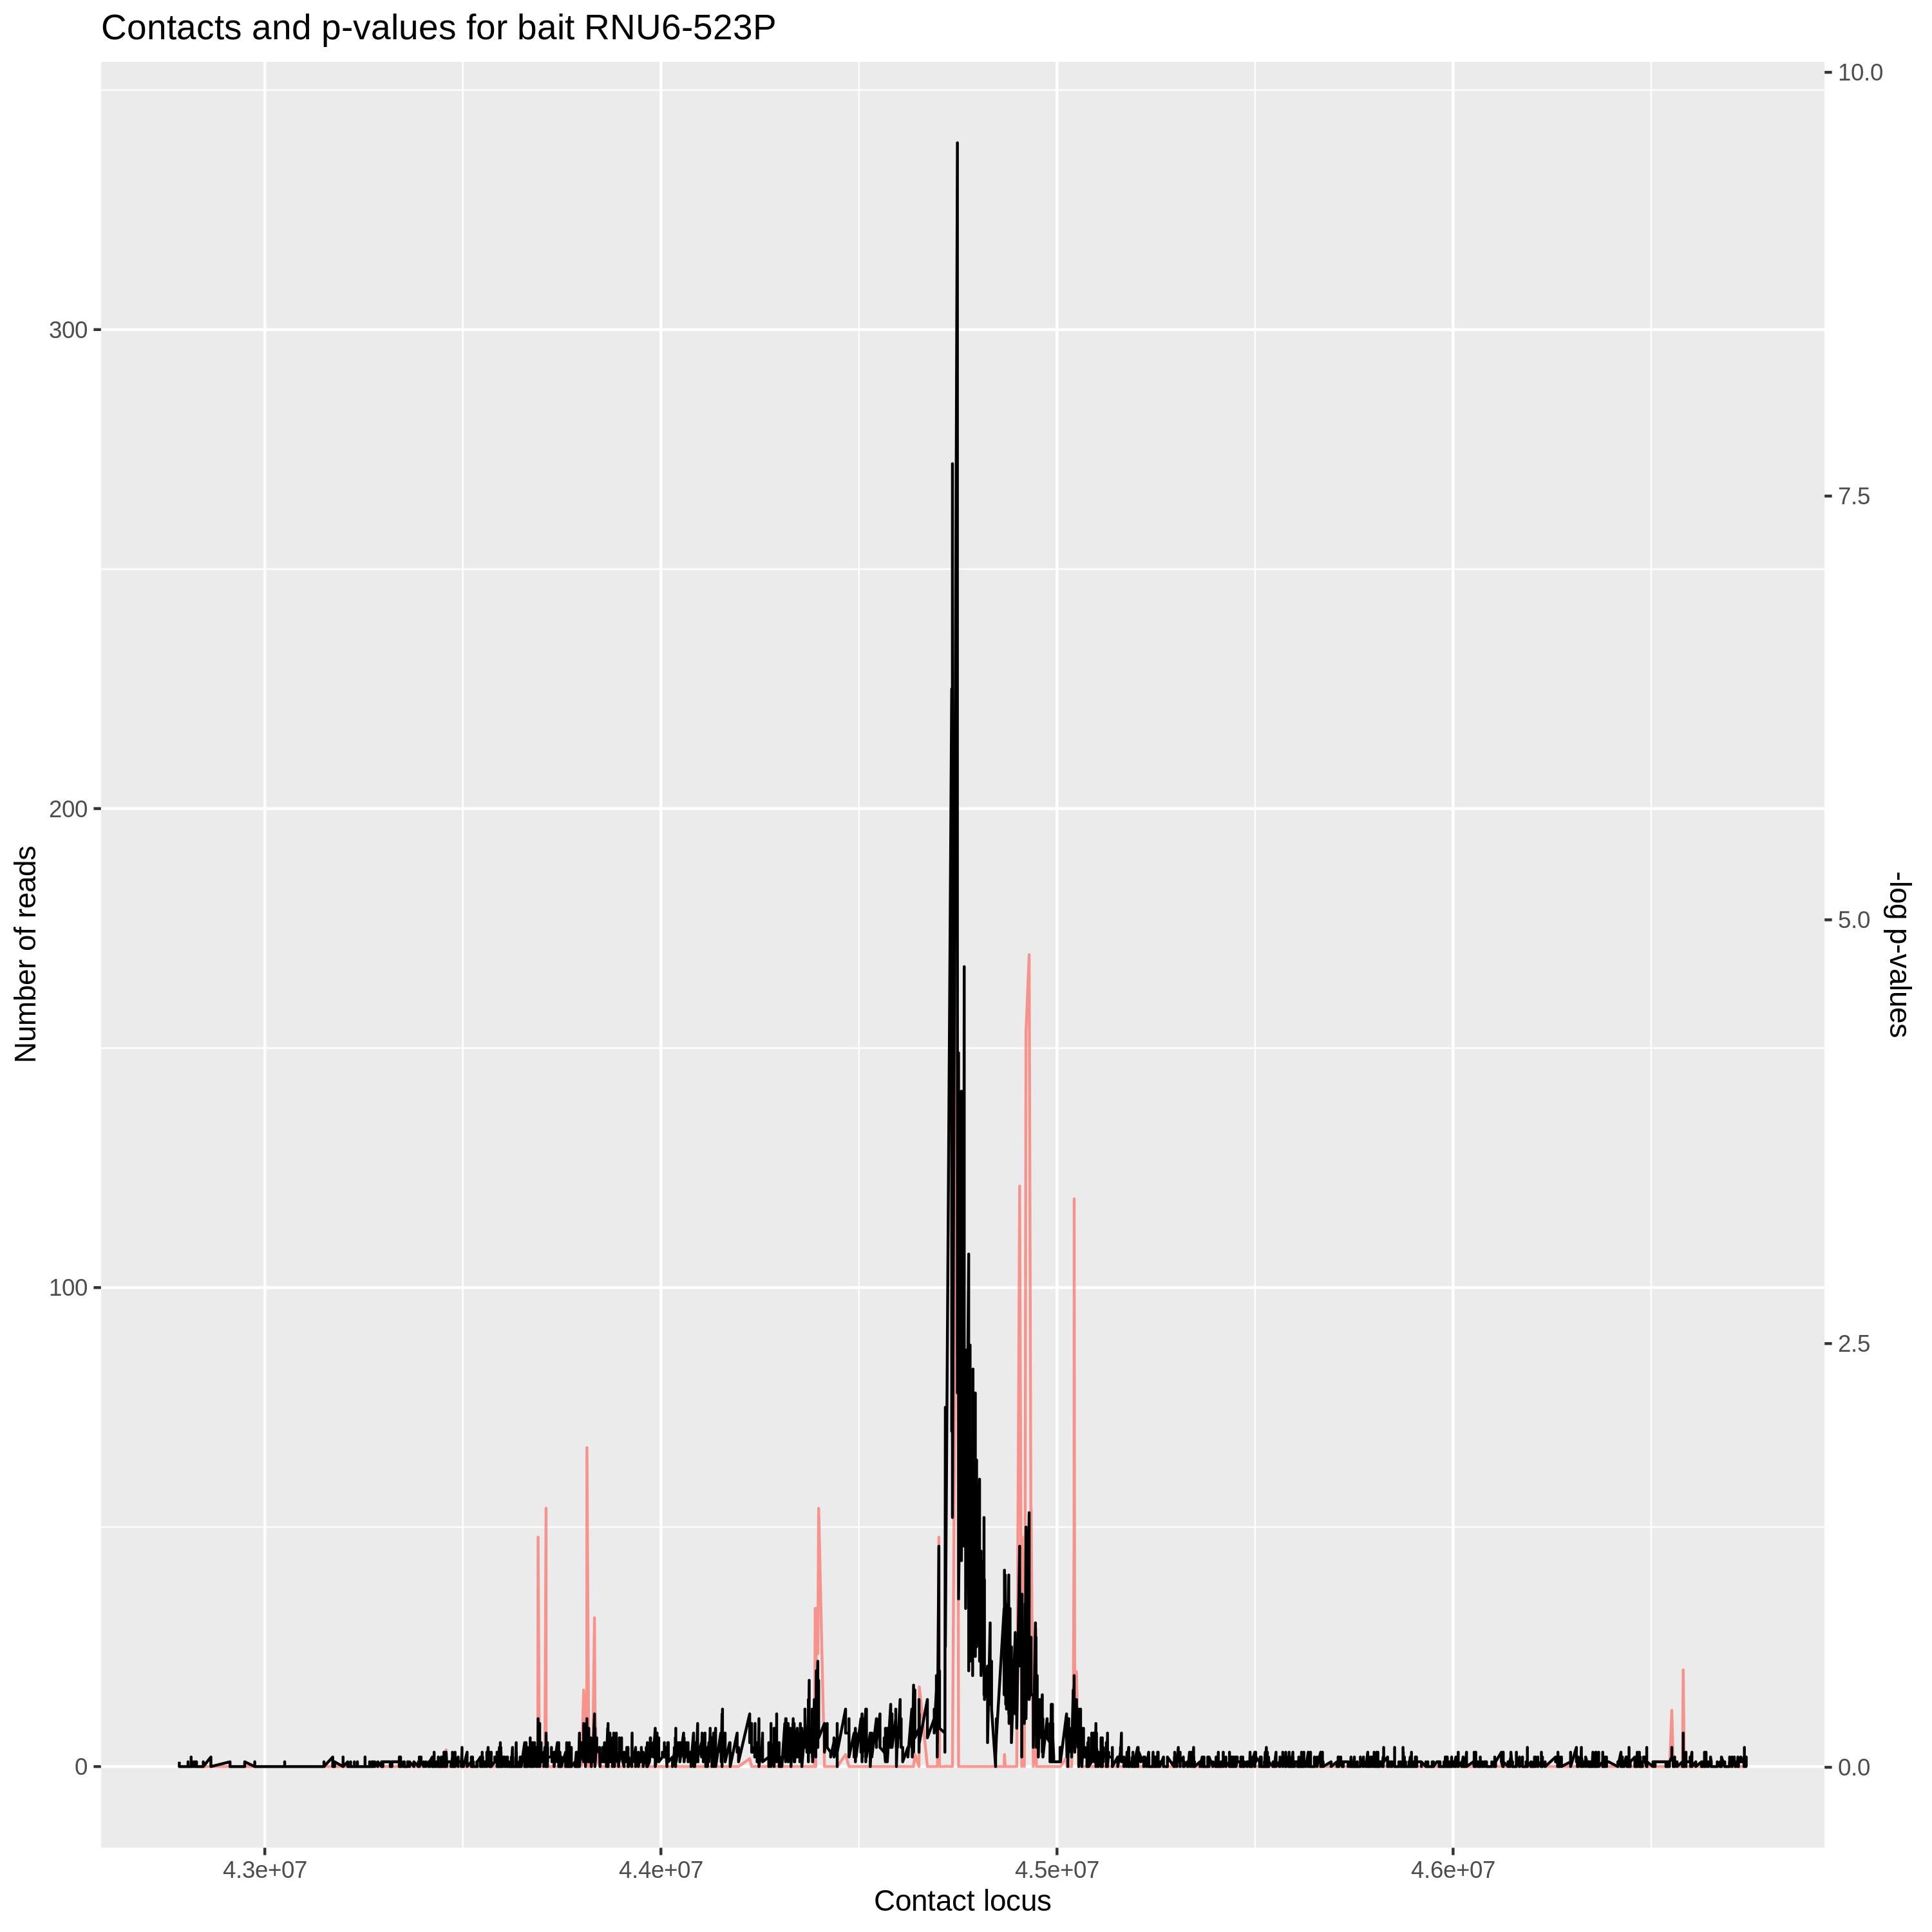 Contacts and p-values for bait RNU6-523P
10.0
300
7.5
200
5.0
Number of reads
-log p-values
100
2.5
0
0.0
4.3e+07 4.4e+07 4.5e+07 4.6e+07
Contact locus